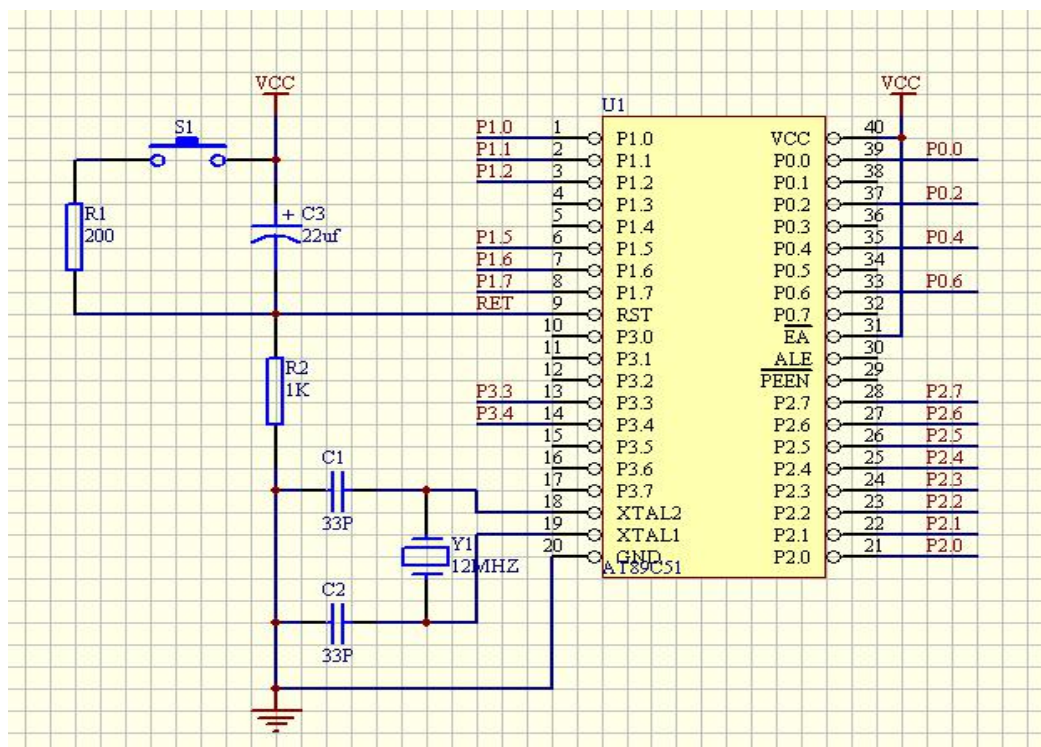 VCC
S1
R1
200
+ C3
22uf
R2
1K
C1
33P
Y1
12MHZ
C2
33P
U1
AT89C51
VCC
P1.0 1 P1.0
P1.1 2 P1.1
P1.2 3 P1.2
4 P1.3
5 P1.4
P1.5 6 P1.5
P1.6 7 P1.6
P1.7 8 P1.7
RET 9 RST
10 P3.0
11 P3.1
12 P3.2
P3.3 13 P3.3
P3.4 14 P3.4
15 P3.5
16 P3.6
17 P3.7
18 XTAL2
19 XTAL1
20 GND
VCC 40
P0.0 39 P0.0
P0.1 38
P0.2 37 P0.2
P0.3 36
P0.4 35 P0.4
P0.5 34
P0.6 33 P0.6
P0.7 32
EA 31
ALE 30
PEEN 29
P2.7 28 P2.7
P2.6 27 P2.6
P2.5 26 P2.5
P2.4 25 P2.4
P2.3 24 P2.3
P2.2 23 P2.2
P2.1 22 P2.1
P2.0 21 P2.0